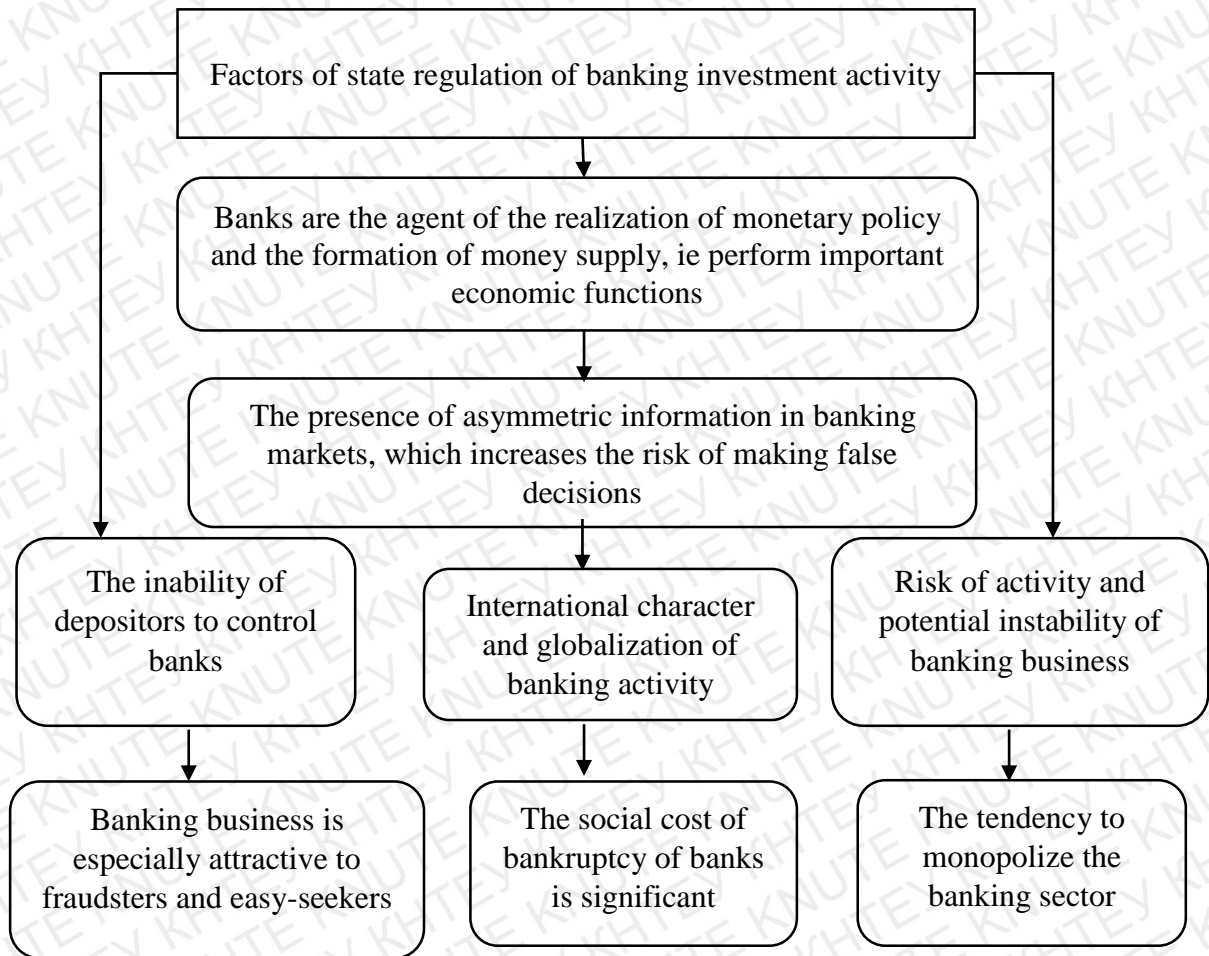 Factors of state regulation of banking investment activity
Banks are the agent of the realization of monetary policy
and the formation of money supply, ie perform important
economic functions
The presence of asymmetric information in banking
markets, which increases the risk of making false
decisions
The inability of
depositors to control
banks
International character
and globalization of
banking activity
Risk of activity and
potential instability of
banking business
Banking business is
especially attractive to
fraudsters and easy-seekers
The social cost of
bankruptcy of banks
is significant
The tendency to
monopolize the
banking sector